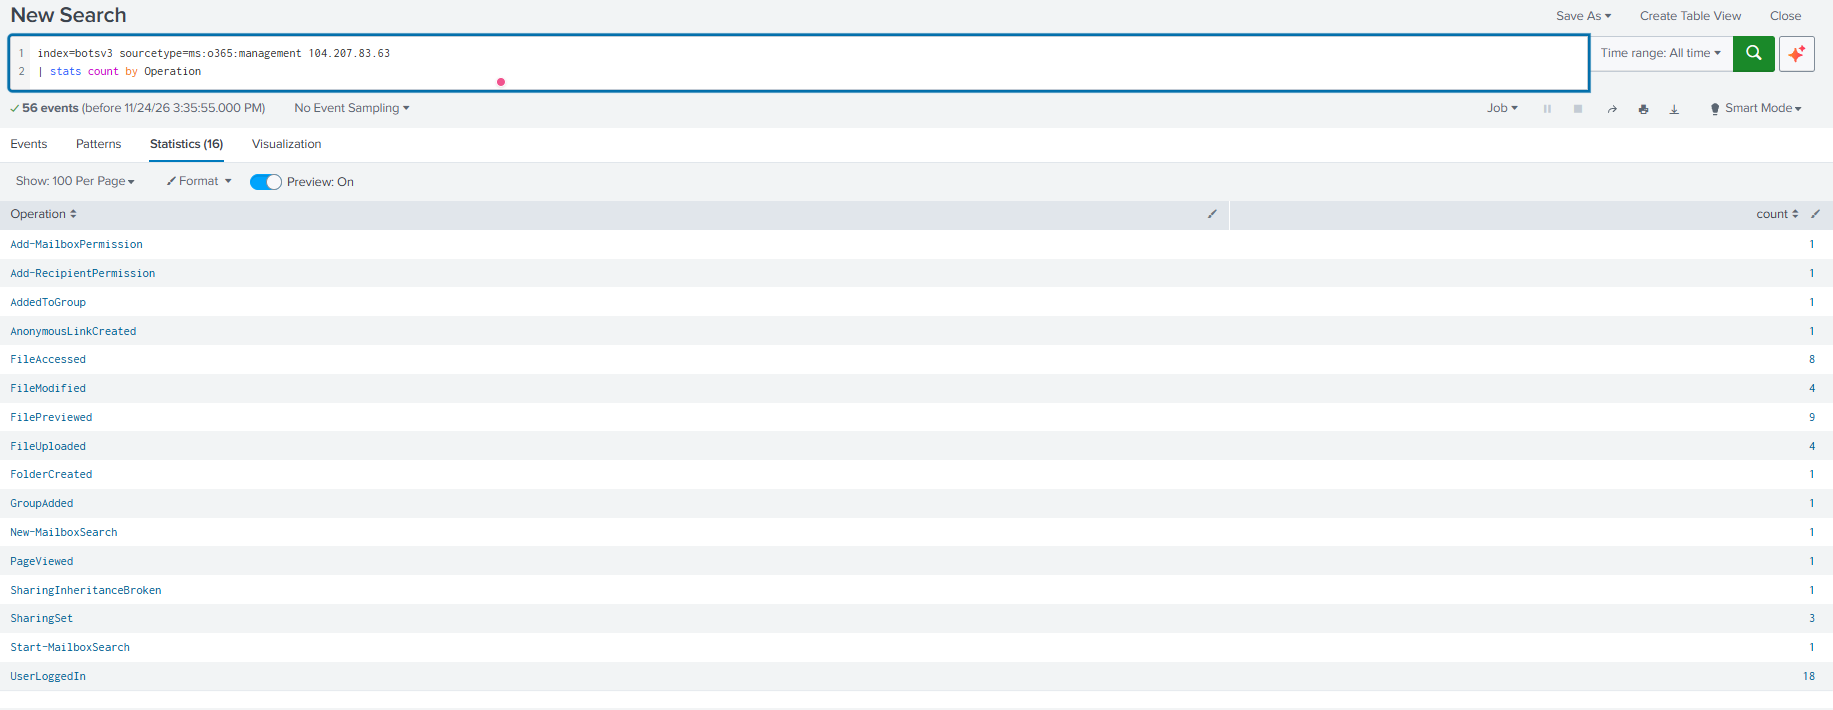 New Search
Save As Create Table View Close
1 index=botsv3 sourcetype=ms:o365:management 104.207.83.63
2 | stats count by Operation
Time range: All time
56 events (before 11/24/26 3:35:55.000 PM) No Event Sampling
Job Smart Mode
Events Patterns Statistics (16) Visualization
Show: 100 Per Page Format Preview: On
Operation count
Add-MailboxPermission 1
Add-RecipientPermission 1
AddedToGroup 1
AnonymousLinkCreated 1
FileAccessed 8
FileModified 4
FilePreviewed 9
FileUploaded 4
FolderCreated 1
GroupAdded 1
New-MailboxSearch 1
PageViewed 1
SharingInheritanceBroken 1
SharingSet 3
Start-MailboxSearch 1
UserLoggedIn 18